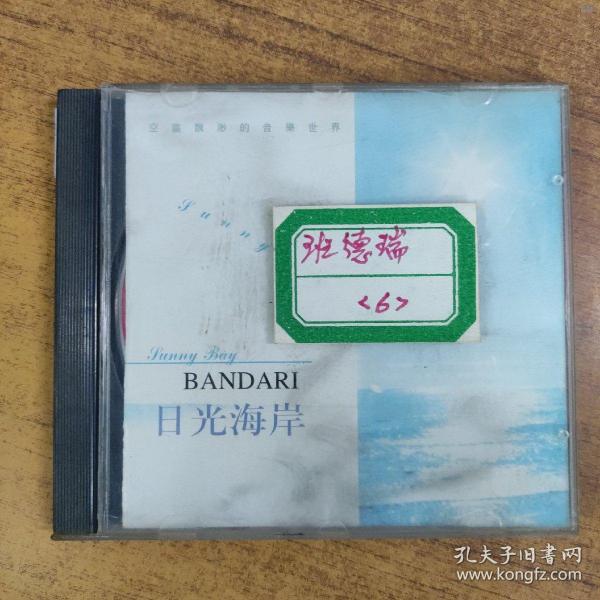 空靈飄渺的音樂世界
Sunny
班德瑞
<6>
Sunny Bay
BANDARI
日光海岸
孔夫子旧书网
www.kongfz.com